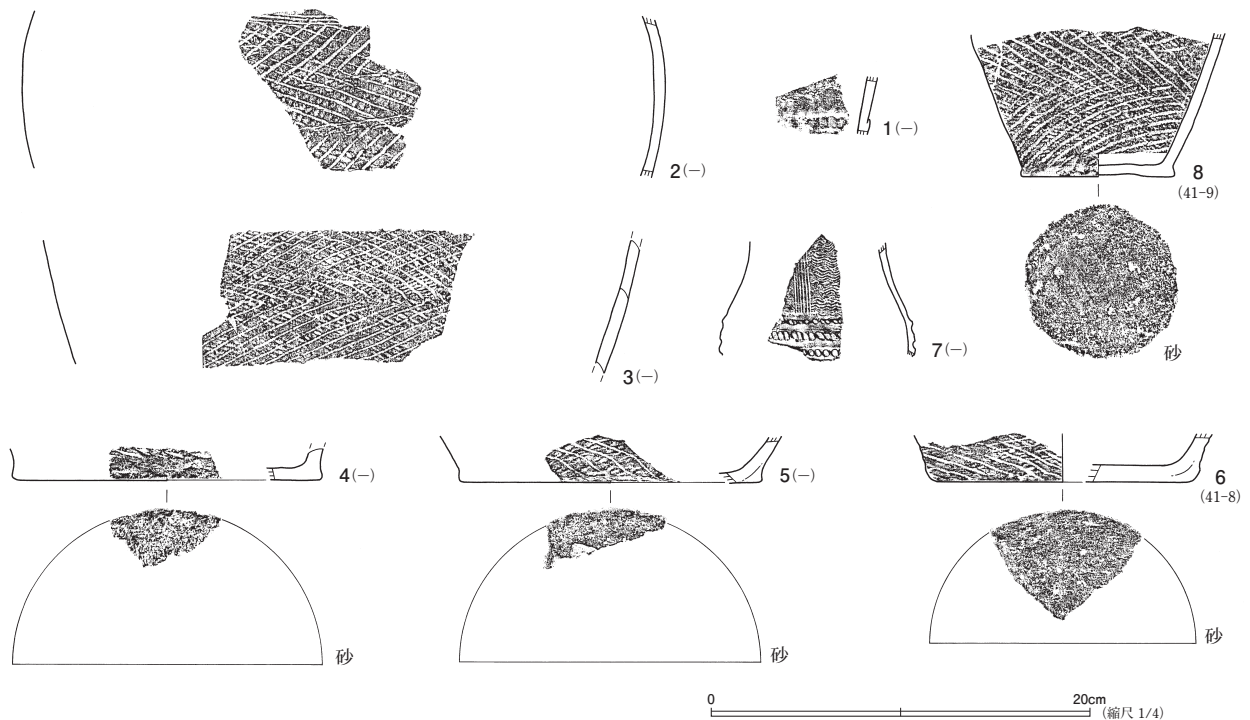 2(−)
1(−)
8
(41-9)
3(−)
7(−)
砂
4(−)
5(−)
6
(41-8)
砂
砂
砂
0 20cm
(縮尺 1/4)